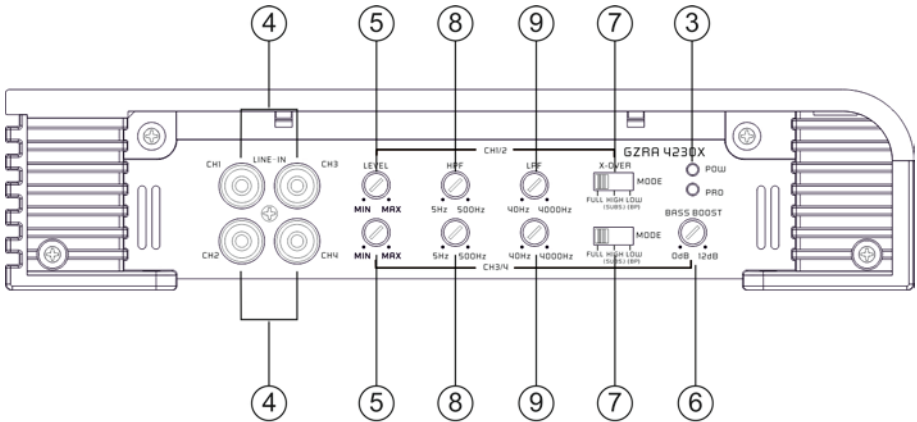 4 5 8 9 7 3
CH1/2 GZRA 4230X
CH1 LINE-IN CH3 LEVEL HPF LPF X-OVER POW
MODE
PRO
MIN MAX 5Hz 500Hz 40Hz 4000Hz FULL HIGH LOW
(SUBS) (BP)
BASS BOOST
MODE
CH2 CH4 MIN MAX 5Hz 500Hz 40Hz 4000Hz FULL HIGH LOW 0dB 12dB
(SUBS) (BP)
CH3/4
4 5 8 9 7 6